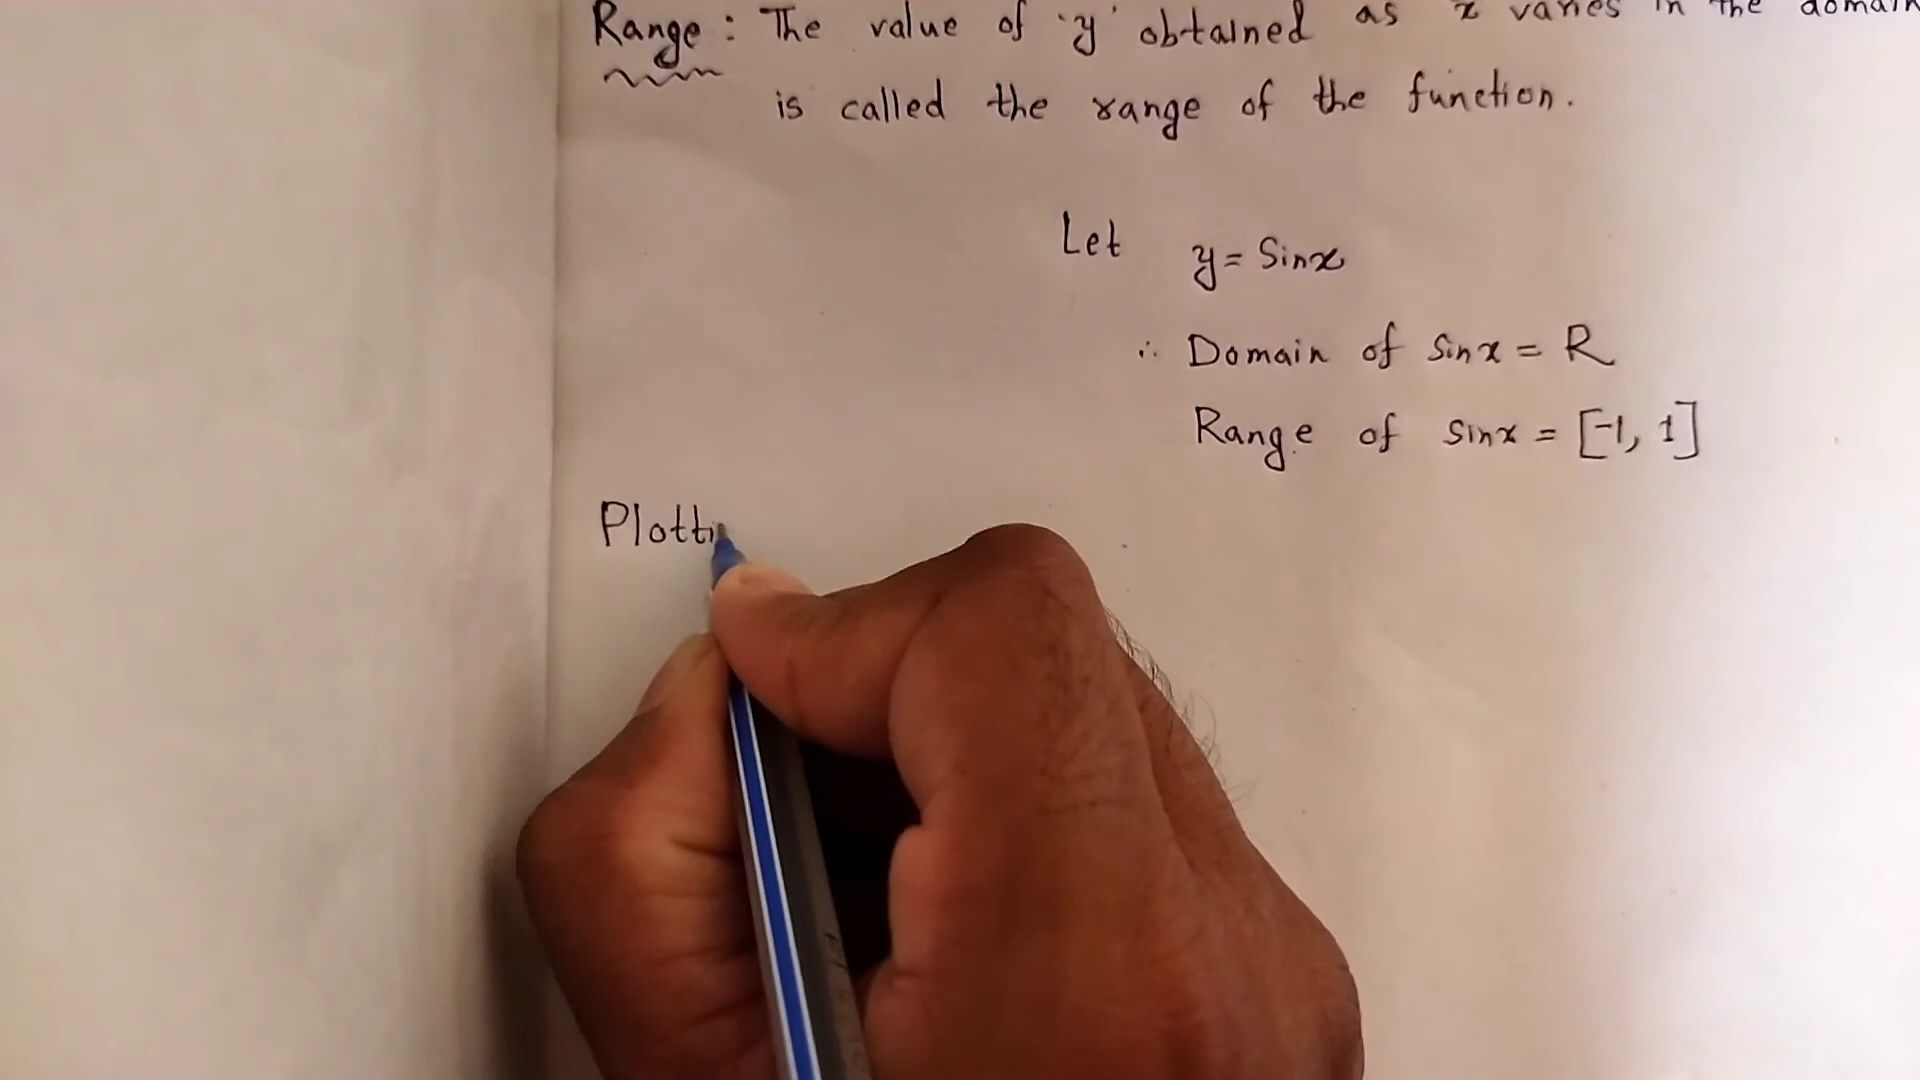 Range : The value of 'y' obtained as x varies in the domain
is called the range of the function.
Let y = Sinx
∴ Domain of Sinx = R
Range of Sinx = [-1, 1]
Plotti